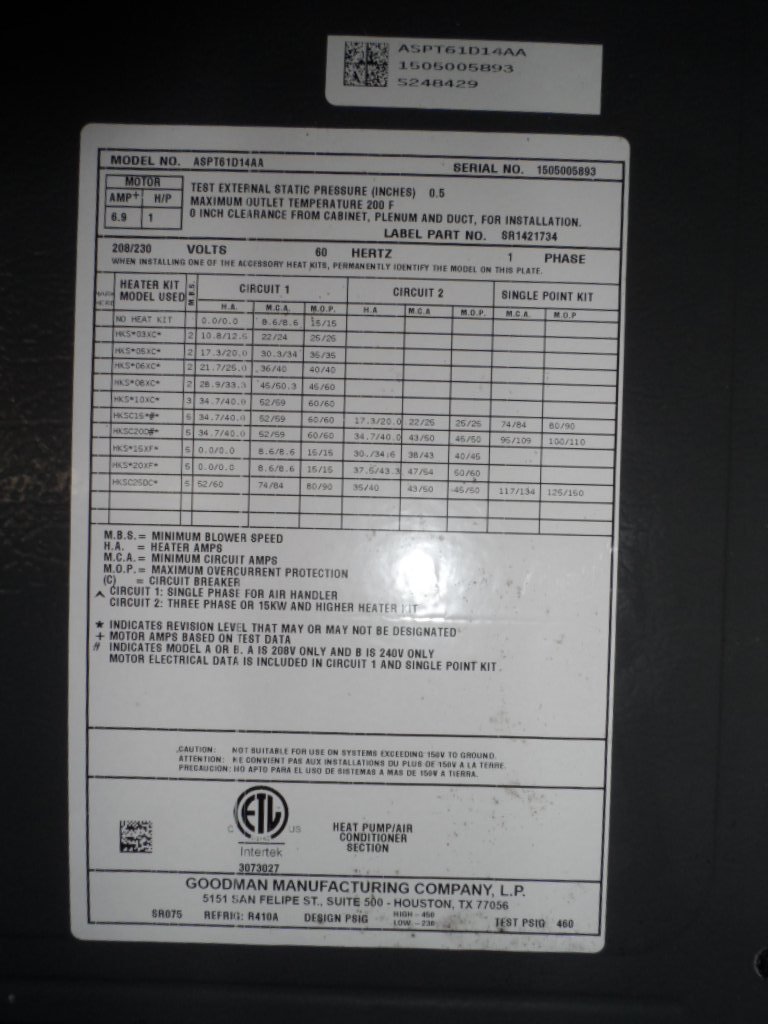 ASPT61D14AA
1505005893
S248429
MODEL NO. ASPT61D14AA SERIAL NO. 1505005893
MOTOR
AMP+ H/P
6.9 1
TEST EXTERNAL STATIC PRESSURE (INCHES) 0.5
MAXIMUM OUTLET TEMPERATURE 200 F
0 INCH CLEARANCE FROM CABINET, PLENUM AND DUCT, FOR INSTALLATION.
LABEL PART NO. SR1421734
208/230 VOLTS 60 HERTZ 1 PHASE
WHEN INSTALLING ONE OF THE ACCESSORY HEAT KITS, PERMANENTLY IDENTIFY THE MODEL ON THIS PLATE.
MARK HERE HEATER KIT MODEL USED M.B.S. CIRCUIT 1 CIRCUIT 2 SINGLE POINT KIT
H.A. M.C.A. M.O.P. H.A M.C.A M.O.P. M.C.A. M.O.P
NO HEAT KIT 0.0/0.0 8.6/8.6 15/15
HKS*03XC* 2 10.8/12.5 22/24 25/25
HKS*05XC* 2 17.3/20.0 30.3/34 35/35
HKS*06XC* 2 21.7/25.0 36/40 40/40
HKS*08XC* 2 28.9/33.3 45/50.3 45/60
HKS*10XC* 3 34.7/40.0 52/59 60/60
HKSC15*#* 5 34.7/40.0 52/59 60/60 17.3/20.0 22/25 25/25 74/84 80/90
HKSC20D#* 5 34.7/40.0 52/59 60/60 34.7/40.0 43/50 45/50 95/109 100/110
HKS*15XF* 5 0.0/0.0 8.6/8.6 15/15 30./34.6 38/43 40/45
HKS*20XF* 5 0.0/0.0 8.6/8.6 15/15 37.5/43.3 47/54 50/60
HKSC25DC* 5 52/60 74/84 80/90 35/40 43/50 45/50 117/134 125/150
M.B.S.= MINIMUM BLOWER SPEED
H.A. = HEATER AMPS
M.C.A.= MINIMUM CIRCUIT AMPS
M.O.P.= MAXIMUM OVERCURRENT PROTECTION
(C) = CIRCUIT BREAKER
^ CIRCUIT 1: SINGLE PHASE FOR AIR HANDLER
CIRCUIT 2: THREE PHASE OR 15KW AND HIGHER HEATER KIT
* INDICATES REVISION LEVEL THAT MAY OR MAY NOT BE DESIGNATED
+ MOTOR AMPS BASED ON TEST DATA
# INDICATES MODEL A OR B. A IS 208V ONLY AND B IS 240V ONLY
MOTOR ELECTRICAL DATA IS INCLUDED IN CIRCUIT 1 AND SINGLE POINT KIT.
CAUTION: NOT SUITABLE FOR USE ON SYSTEMS EXCEEDING 150V TO GROUND.
ATTENTION: NE CONVIENT PAS AUX INSTALLATIONS DU PLUS DE 150V A LA TERRE.
PRECAUCION: NO APTO PARA EL USO DE SISTEMAS A MAS DE 150V A TIERRA.
C ETL US
Intertek
3073027
HEAT PUMP/AIR
CONDITIONER
SECTION
GOODMAN MANUFACTURING COMPANY, L.P.
5151 SAN FELIPE ST., SUITE 500 - HOUSTON, TX 77056
SR075 REFRIG: R410A DESIGN PSIG HIGH - 450 LOW - 230 TEST PSIG 460